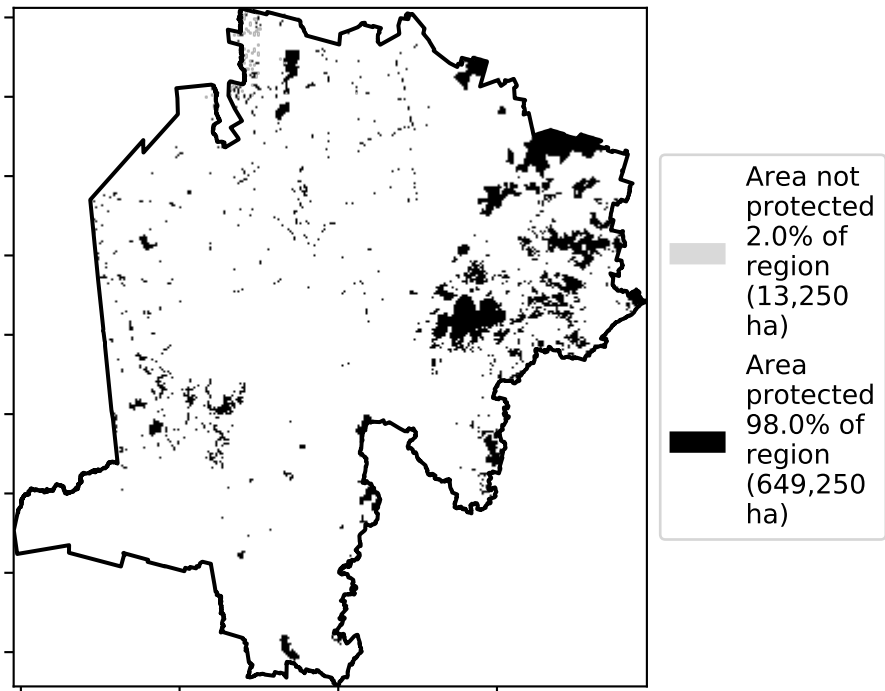 Area not
protected
2.0% of
region
(13,250
ha)
Area
protected
98.0% of
region
(649,250
ha)